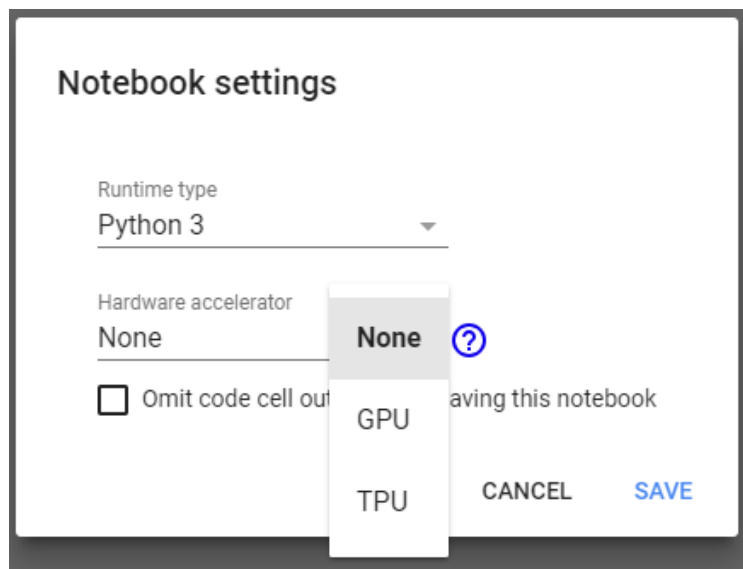 Notebook settings
Runtime type
Python 3
Hardware accelerator
None
None
GPU
TPU
Omit code cell out aving this notebook
CANCEL SAVE